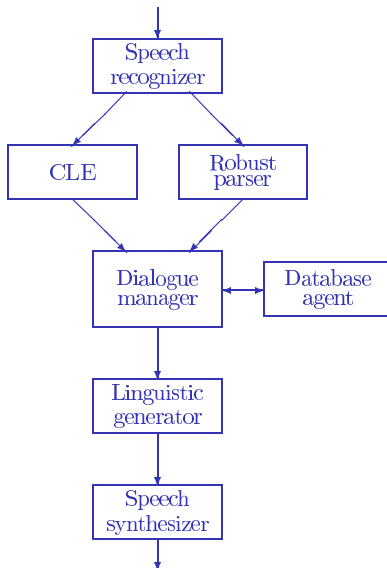 Speech
recognizer
CLE
Robust
parser
Dialogue
manager
Database
agent
Linguistic
generator
Speech
synthesizer